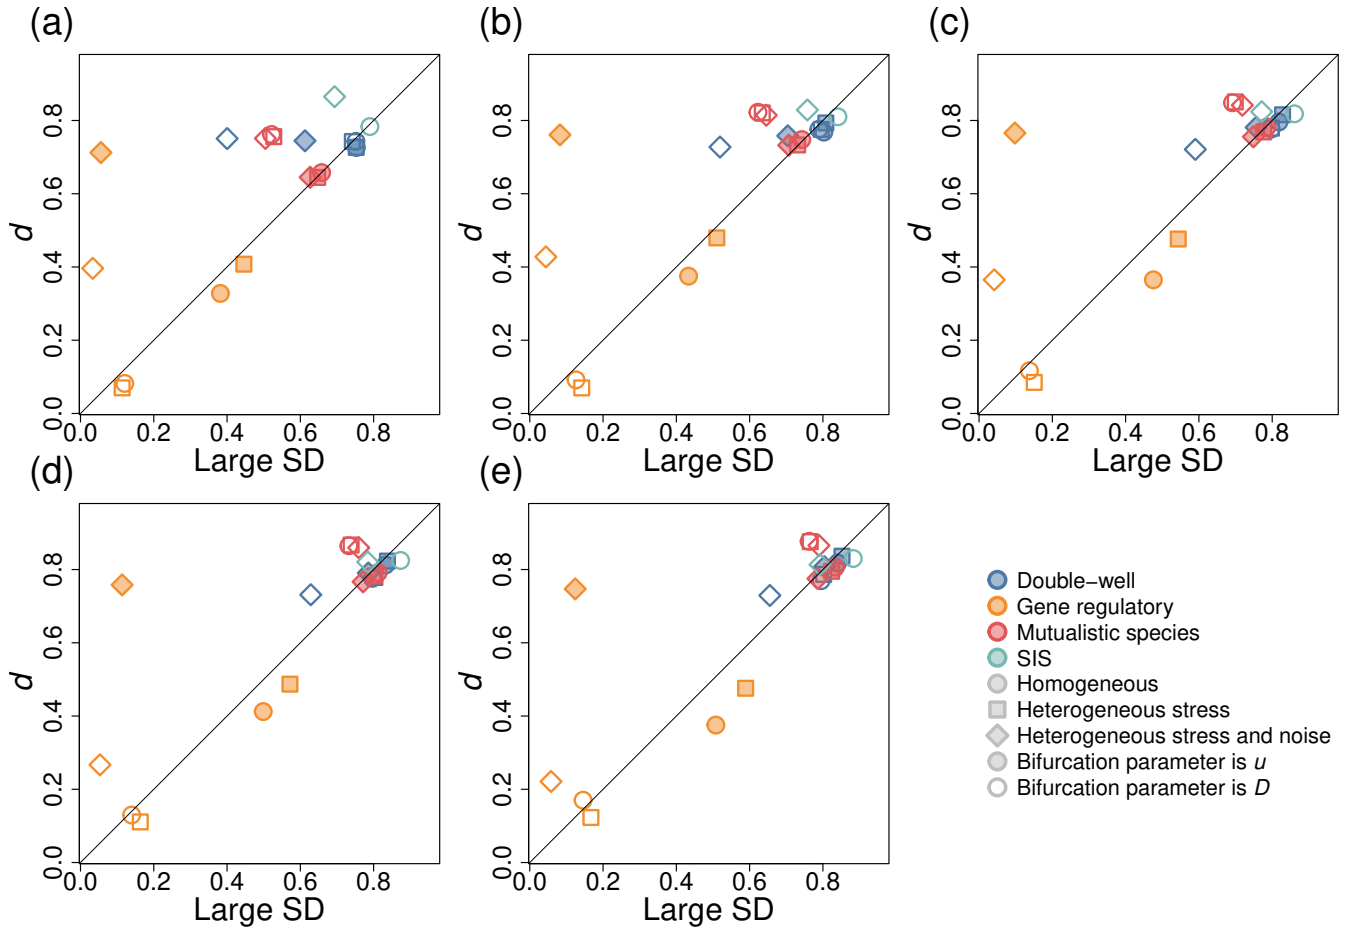 (a)
0.8
0.6
0.4
0.2
0.0
d
0.0 0.2 0.4 0.6 0.8
Large SD
(b)
0.8
0.6
0.4
0.2
0.0
d
0.0 0.2 0.4 0.6 0.8
Large SD
(c)
0.8
0.6
0.4
0.2
0.0
d
0.0 0.2 0.4 0.6 0.8
Large SD
(d)
0.8
0.6
0.4
0.2
0.0
d
0.0 0.2 0.4 0.6 0.8
Large SD
(e)
0.8
0.6
0.4
0.2
0.0
d
0.0 0.2 0.4 0.6 0.8
Large SD
Double−well
Gene regulatory
Mutualistic species
SIS
Homogeneous
Heterogeneous stress
Heterogeneous stress and noise
Bifurcation parameter is u
Bifurcation parameter is D